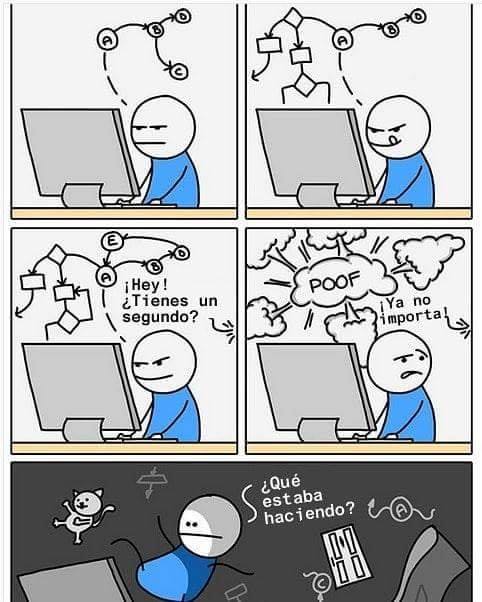 A
B
D
C
A
B
D
E
A
B
D
¡Hey!
¿Tienes un
segundo?
POOF
¡Ya no
importa!
¿Qué
estaba
haciendo?
A
C